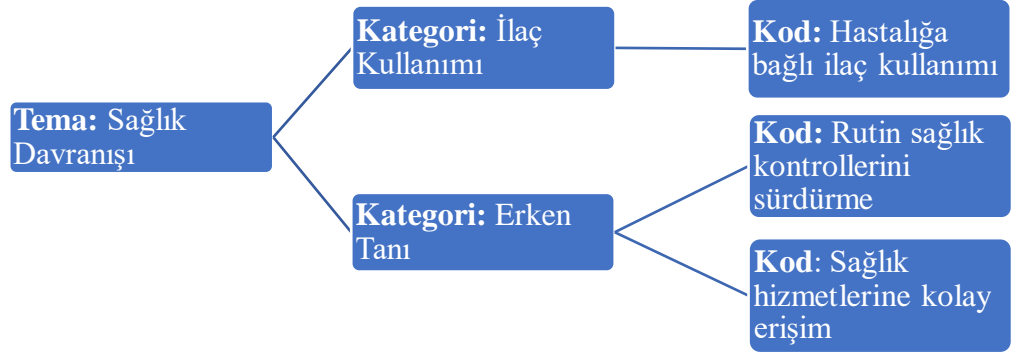 Tema: Sağlık
Davranışı
Kategori: İlaç
Kullanımı
Kod: Hastalığa
bağlı ilaç kullanımı
Kategori: Erken
Tanı
Kod: Rutin sağlık
kontrollerini
sürdürme
Kod: Sağlık
hizmetlerine kolay
erişim